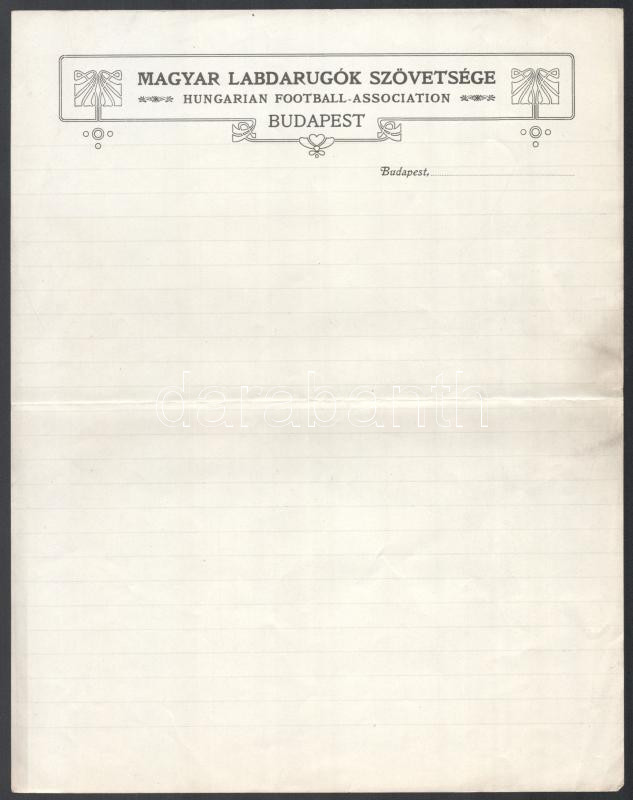 MAGYAR LABDARUGÓK SZÖVETSÉGE
HUNGARIAN FOOTBALL-ASSOCIATION
BUDAPEST
Budapest,
darabanth